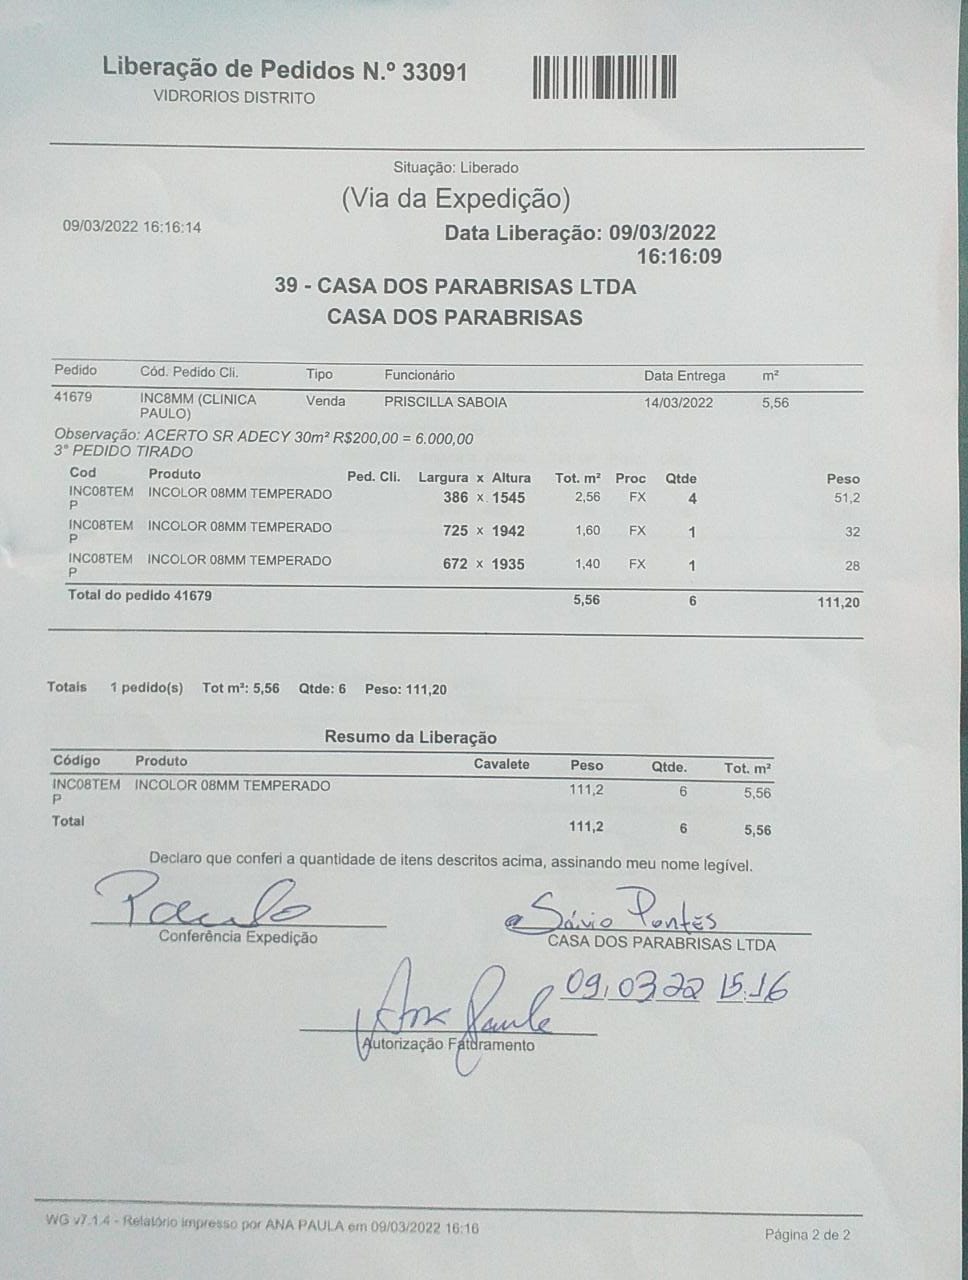 Liberação de Pedidos N.º 33091
VIDRORIOS DISTRITO
Situação: Liberado
(Via da Expedição)
09/03/2022 16:16:14
Data Liberação: 09/03/2022
16:16:09
39 - CASA DOS PARABRISAS LTDA
CASA DOS PARABRISAS
Pedido Cód. Pedido Cli. Tipo Funcionário Data Entrega m²
41679 INC8MM (CLINICA Venda PRISCILLA SABOIA 14/03/2022 5,56
PAULO)
Observação: ACERTO SR ADECY 30m² R$200,00 = 6.000,00
3° PEDIDO TIRADO
Cod Produto Ped. Cli. Largura x Altura Tot. m² Proc Qtde Peso
INC08TEM INCOLOR 08MM TEMPERADO 386 x 1545 2,56 FX 4 51,2
P
INC08TEM INCOLOR 08MM TEMPERADO 725 x 1942 1,60 FX 1 32
P
INC08TEM INCOLOR 08MM TEMPERADO 672 x 1935 1,40 FX 1 28
P
Total do pedido 41679 5,56 6 111,20
Totais 1 pedido(s) Tot m²: 5,56 Qtde: 6 Peso: 111,20
Resumo da Liberação
Código Produto Cavalete Peso Qtde. Tot. m²
INC08TEM INCOLOR 08MM TEMPERADO 111,2 6 5,56
P
Total 111,2 6 5,56
Declaro que conferi a quantidade de itens descritos acima, assinando meu nome legível.
Paulo Sávio Pontes
Conferência Expedição CASA DOS PARABRISAS LTDA
09.03.22 15:16
Ana Paula
Autorização Faturamento
WG v7.1.4 - Relatório impresso por ANA PAULA em 09/03/2022 16:16 Página 2 de 2